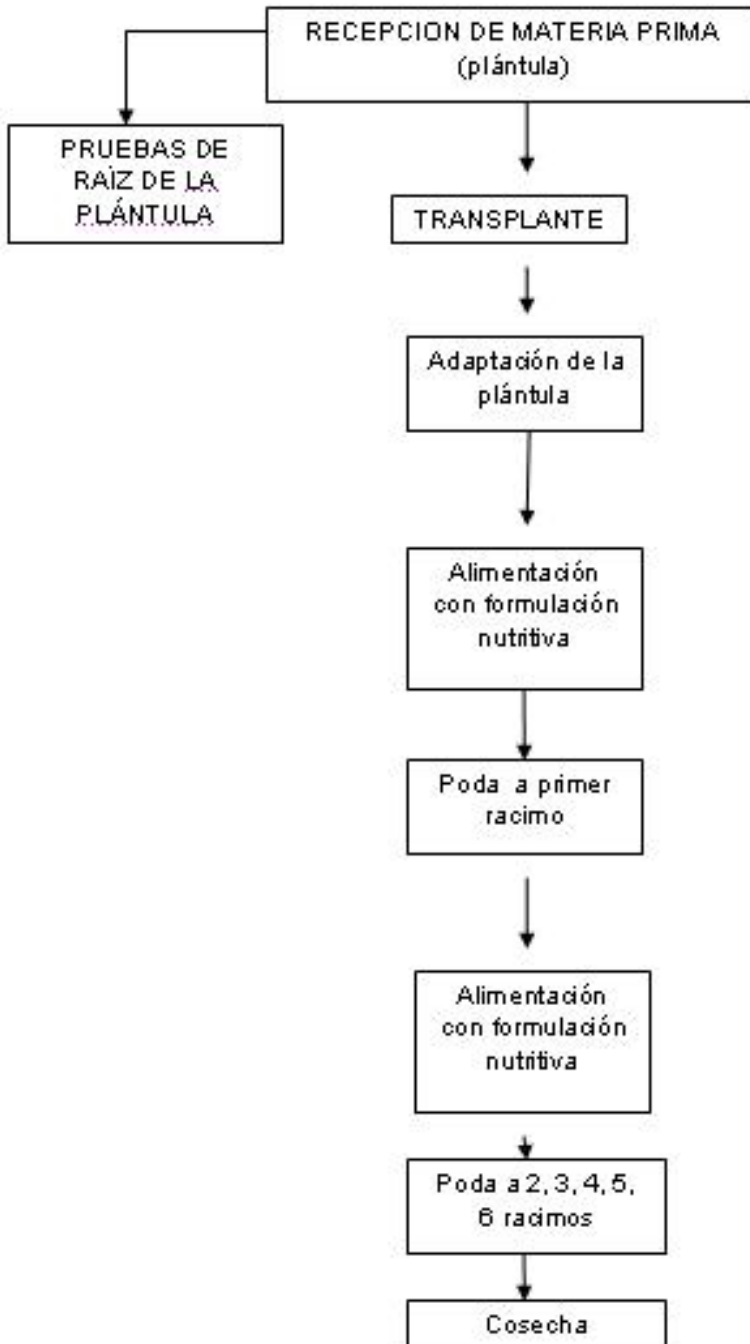 RECEPCION DE MATERIA PRIMA
(plántula)
PRUEBAS DE
RAÍZ DE LA
PLÁNTULA
TRANSPLANTE
Adaptación de la
plántula
Alimentación
con formulación
nutritiva
Poda a primer
racimo
Alimentación
con formulación
nutritiva
Poda a 2, 3, 4, 5,
6 racimos
Cosecha